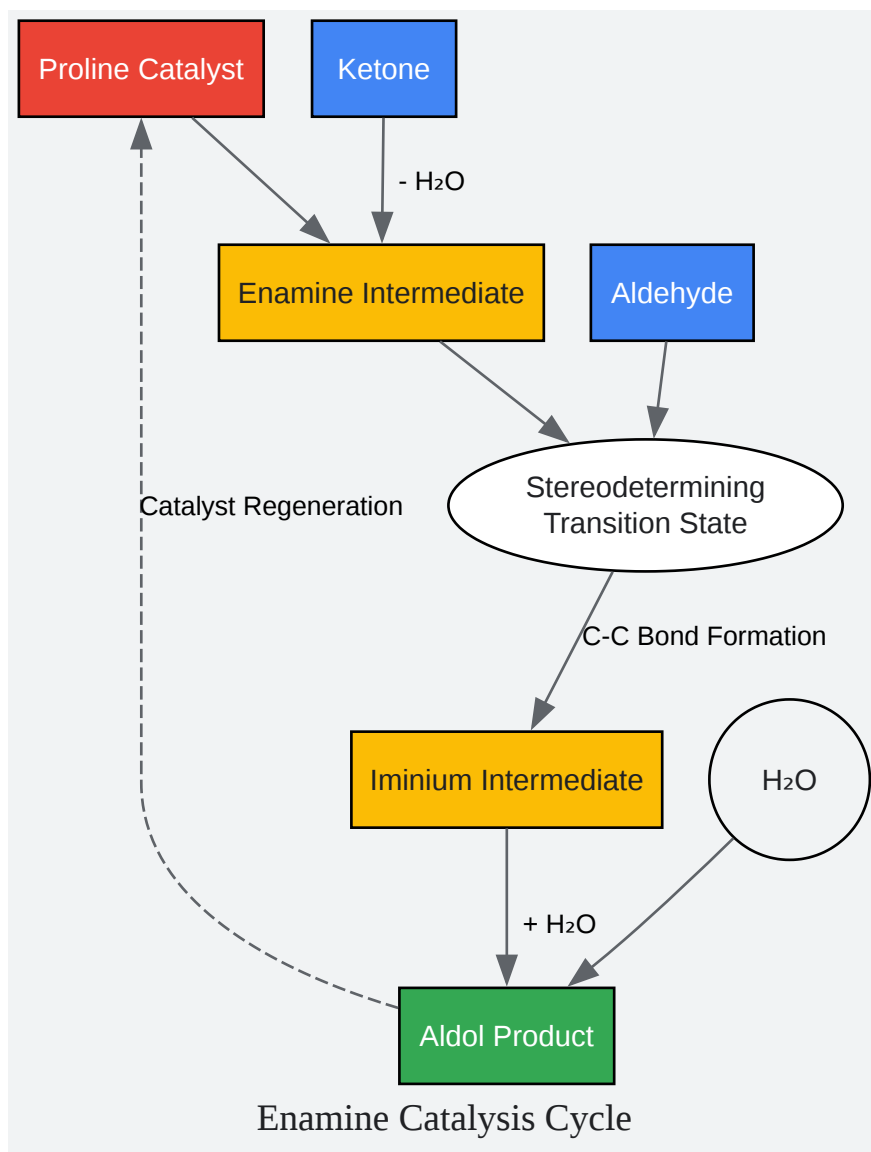 Proline Catalyst
Ketone
- H₂O
Enamine Intermediate
Aldehyde
Stereodetermining
Transition State
Catalyst Regeneration
C-C Bond Formation
Iminium Intermediate
H₂O
+ H₂O
Aldol Product
Enamine Catalysis Cycle